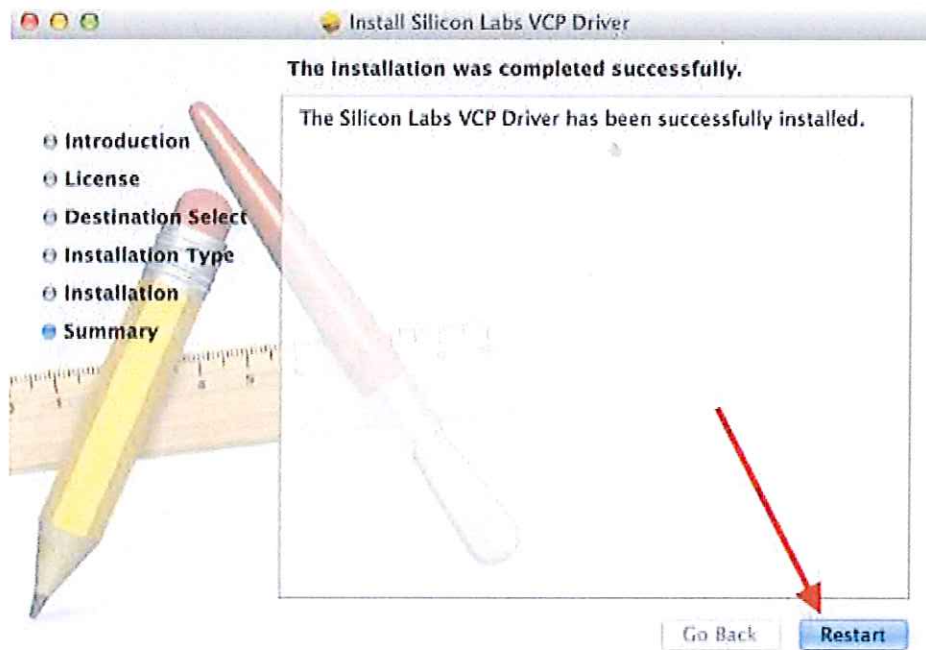 Install Silicon Labs VCP Driver
The Installation was completed successfully.
The Silicon Labs VCP Driver has been successfully installed.
Introduction
License
Destination Select
Installation Type
Installation
Summary
Go Back
Restart